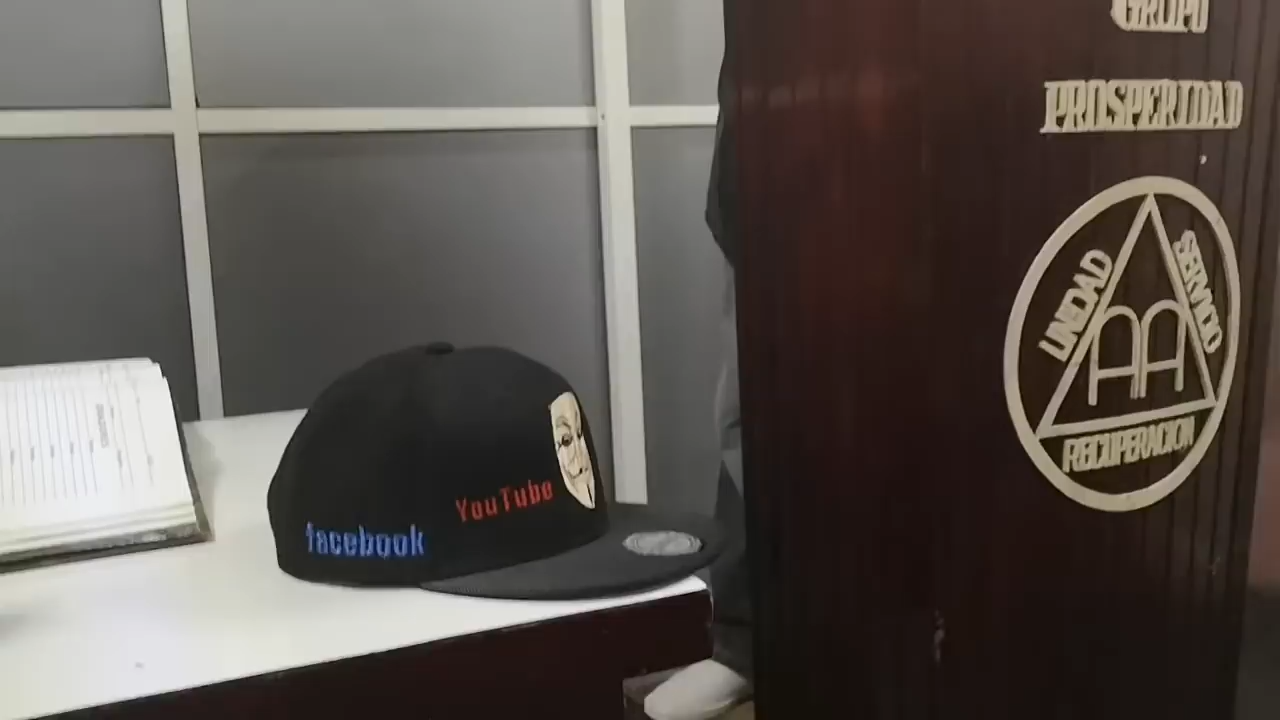 GRUPO
PROSPERIDAD
UNIDAD
SERVICIO
AA
RECUPERACION
YouTube
facebook